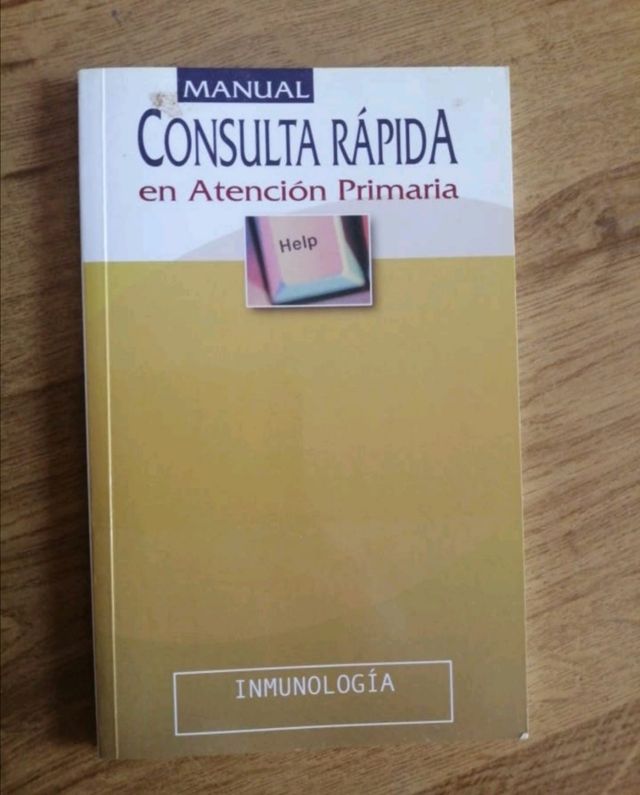 MANUAL
CONSULTA RÁPIDA
en Atención Primaria
Help
INMUNOLOGÍA